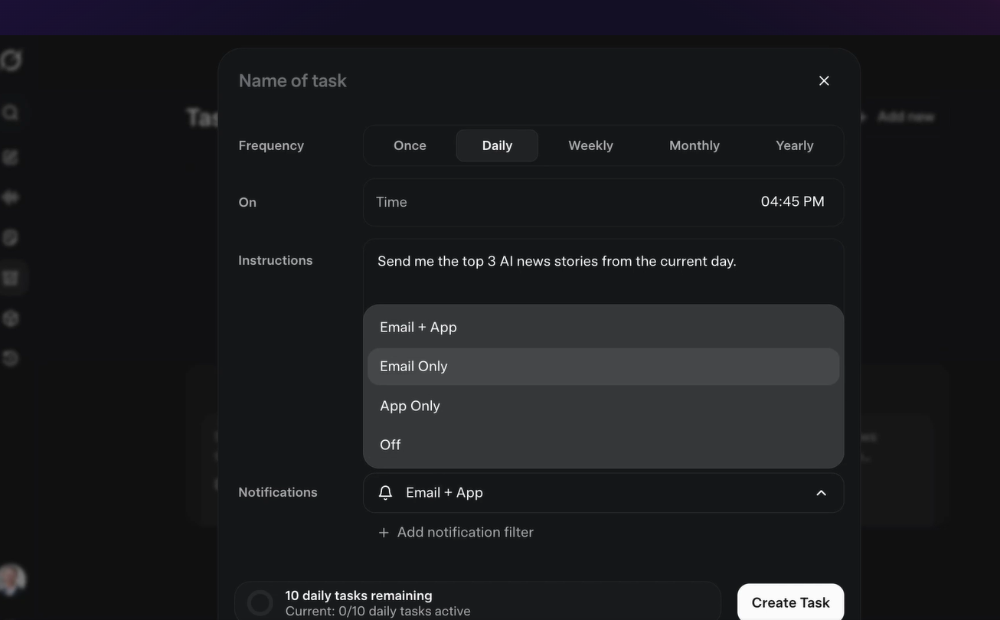 Name of task
Tas
Add new
Frequency
Once
Daily
Weekly
Monthly
Yearly
On
Time
04:45 PM
Instructions
Send me the top 3 AI news stories from the current day.
Email + App
Email Only
App Only
Off
Notifications
Email + App
+ Add notification filter
10 daily tasks remaining
Current: 0/10 daily tasks active
Create Task